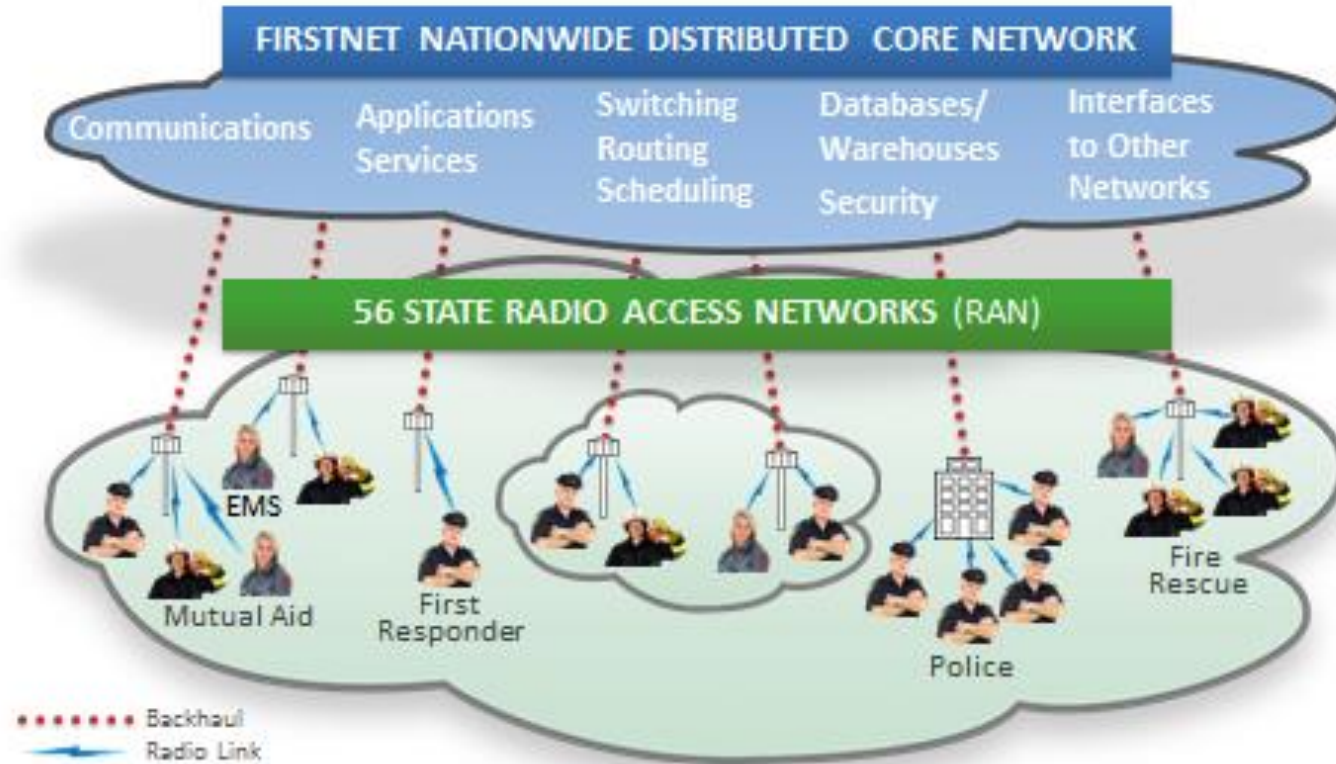 FIRSTNET NATIONWIDE DISTRIBUTED CORE NETWORK
Communications
Applications
Services
Switching
Routing
Scheduling
Databases/
Warehouses
Security
Interfaces
to Other
Networks
56 STATE RADIO ACCESS NETWORKS (RAN)
EMS
Mutual Aid
First
Responder
Police
Fire
Rescue
Backhaul
Radio Link